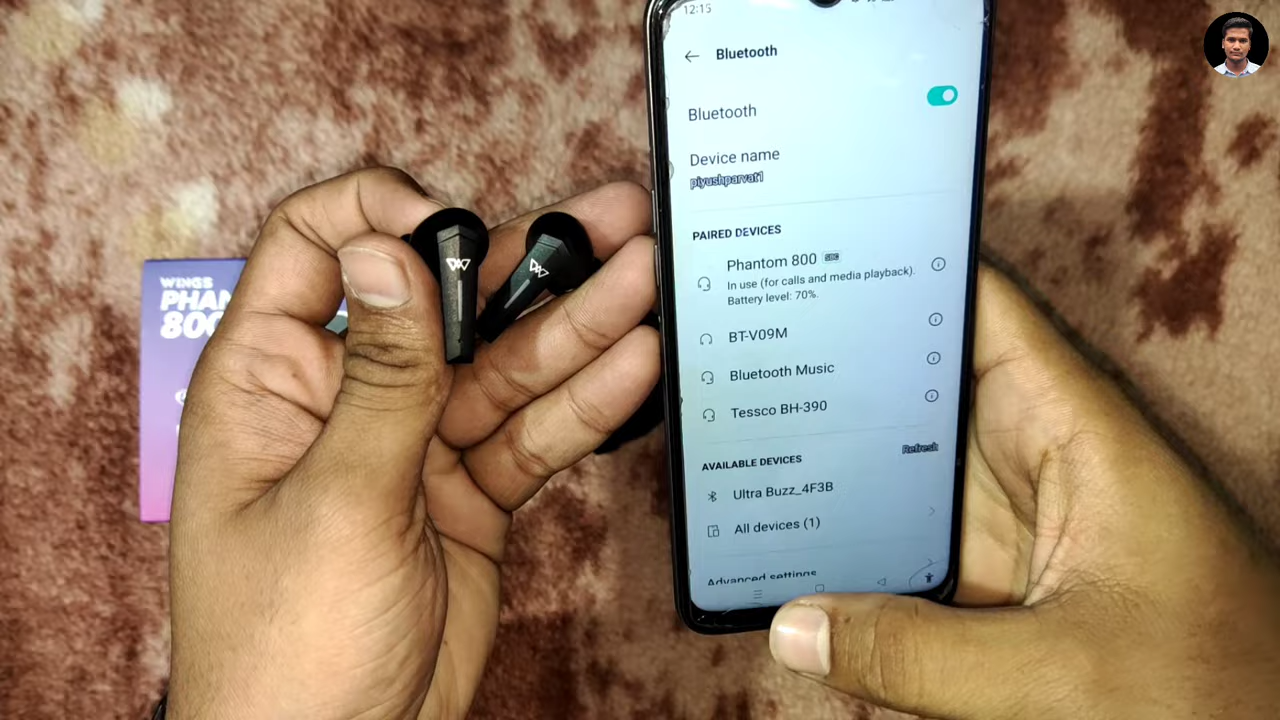 WINGS
PHAN
800
12:15
Bluetooth
Bluetooth
Device name
piyushparvat1
PAIRED DEVICES
Phantom 800 SBC
In use (for calls and media playback).
Battery level: 70%.
BT-V09M
Bluetooth Music
Tessco BH-390
AVAILABLE DEVICES
Refresh
Ultra Buzz_4F3B
All devices (1)
Advanced settings